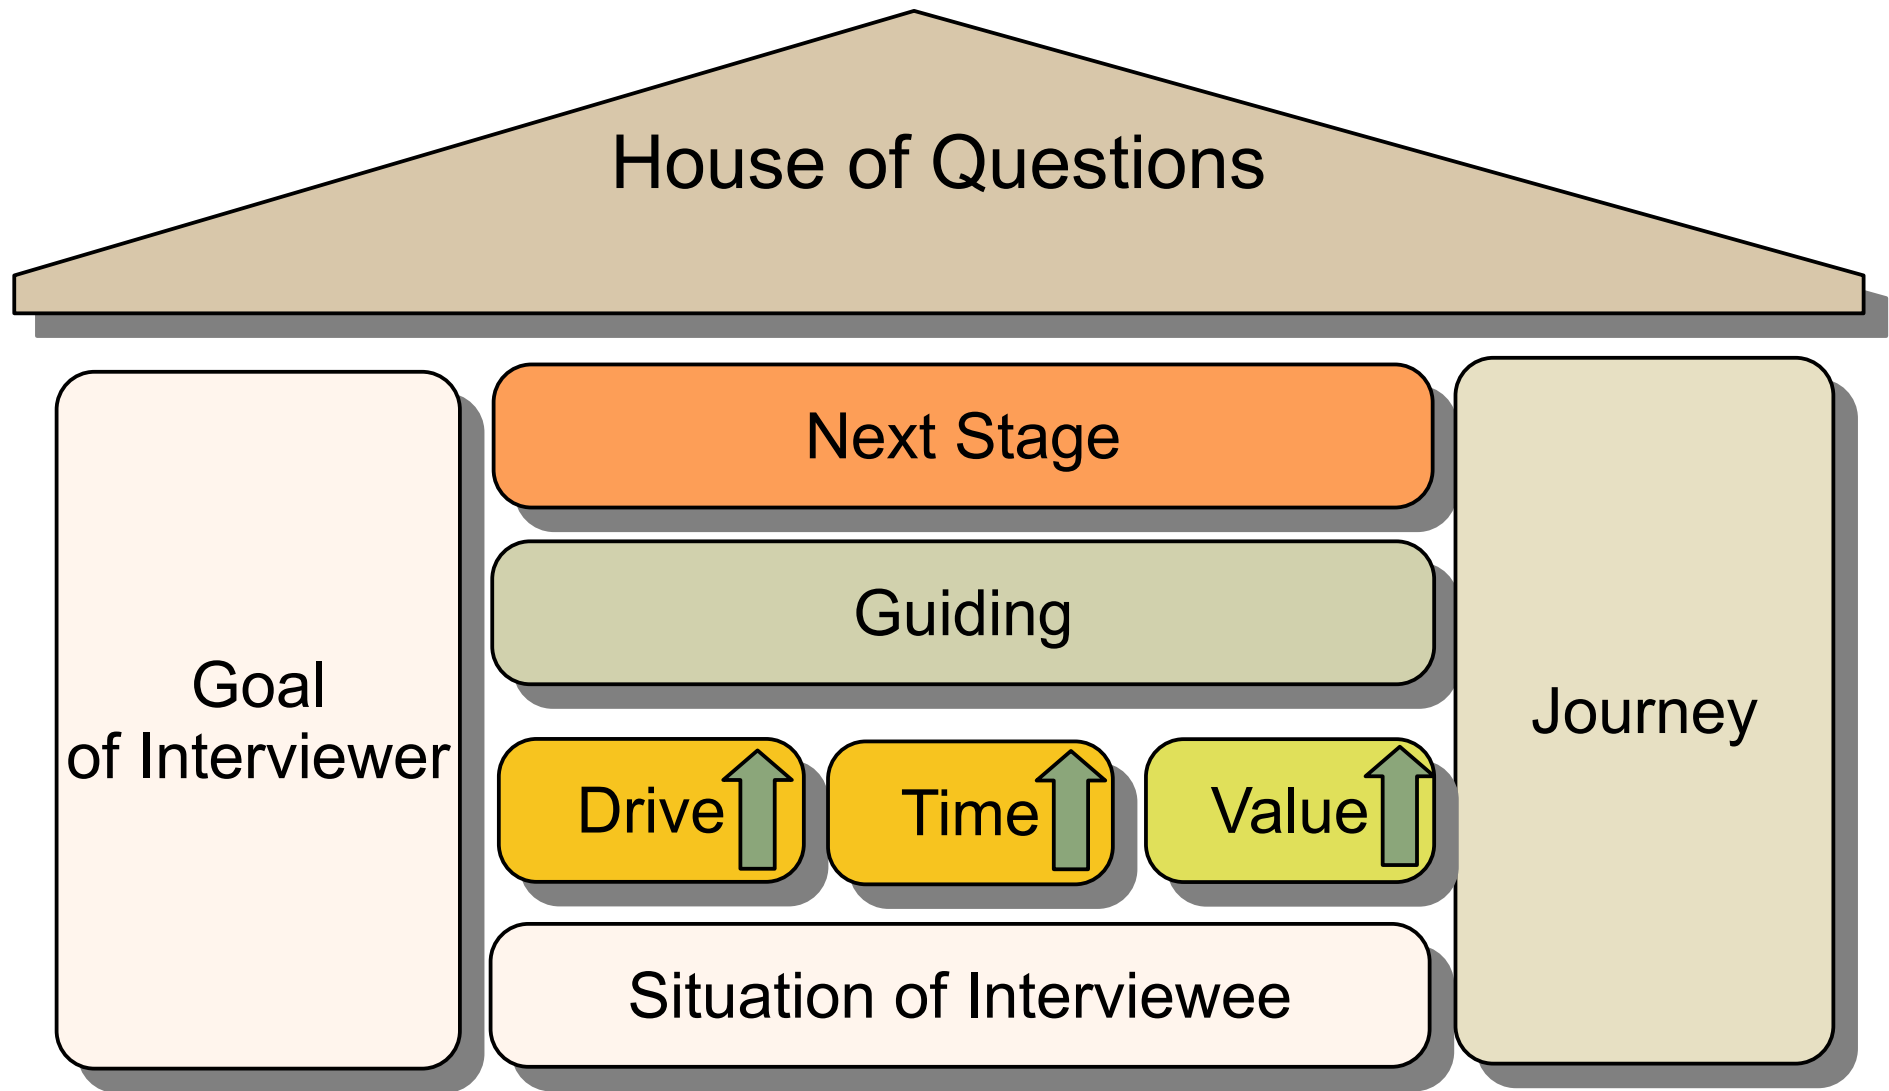 House of Questions
Next Stage
Guiding
Goal
of Interviewer
Journey
Drive
Time
Value
Situation of Interviewee